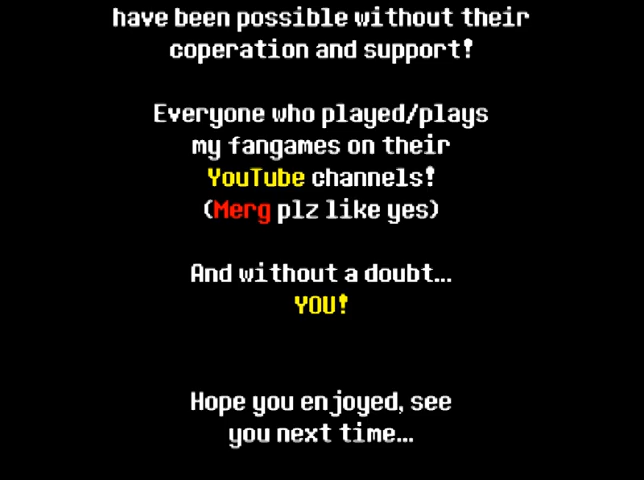 have been possible without their
coperation and support!
Everyone who played/plays
my fangames on their
YouTube channels!
(Merg plz like yes)
And without a doubt...
YOU!
Hope you enjoyed, see
you next time...